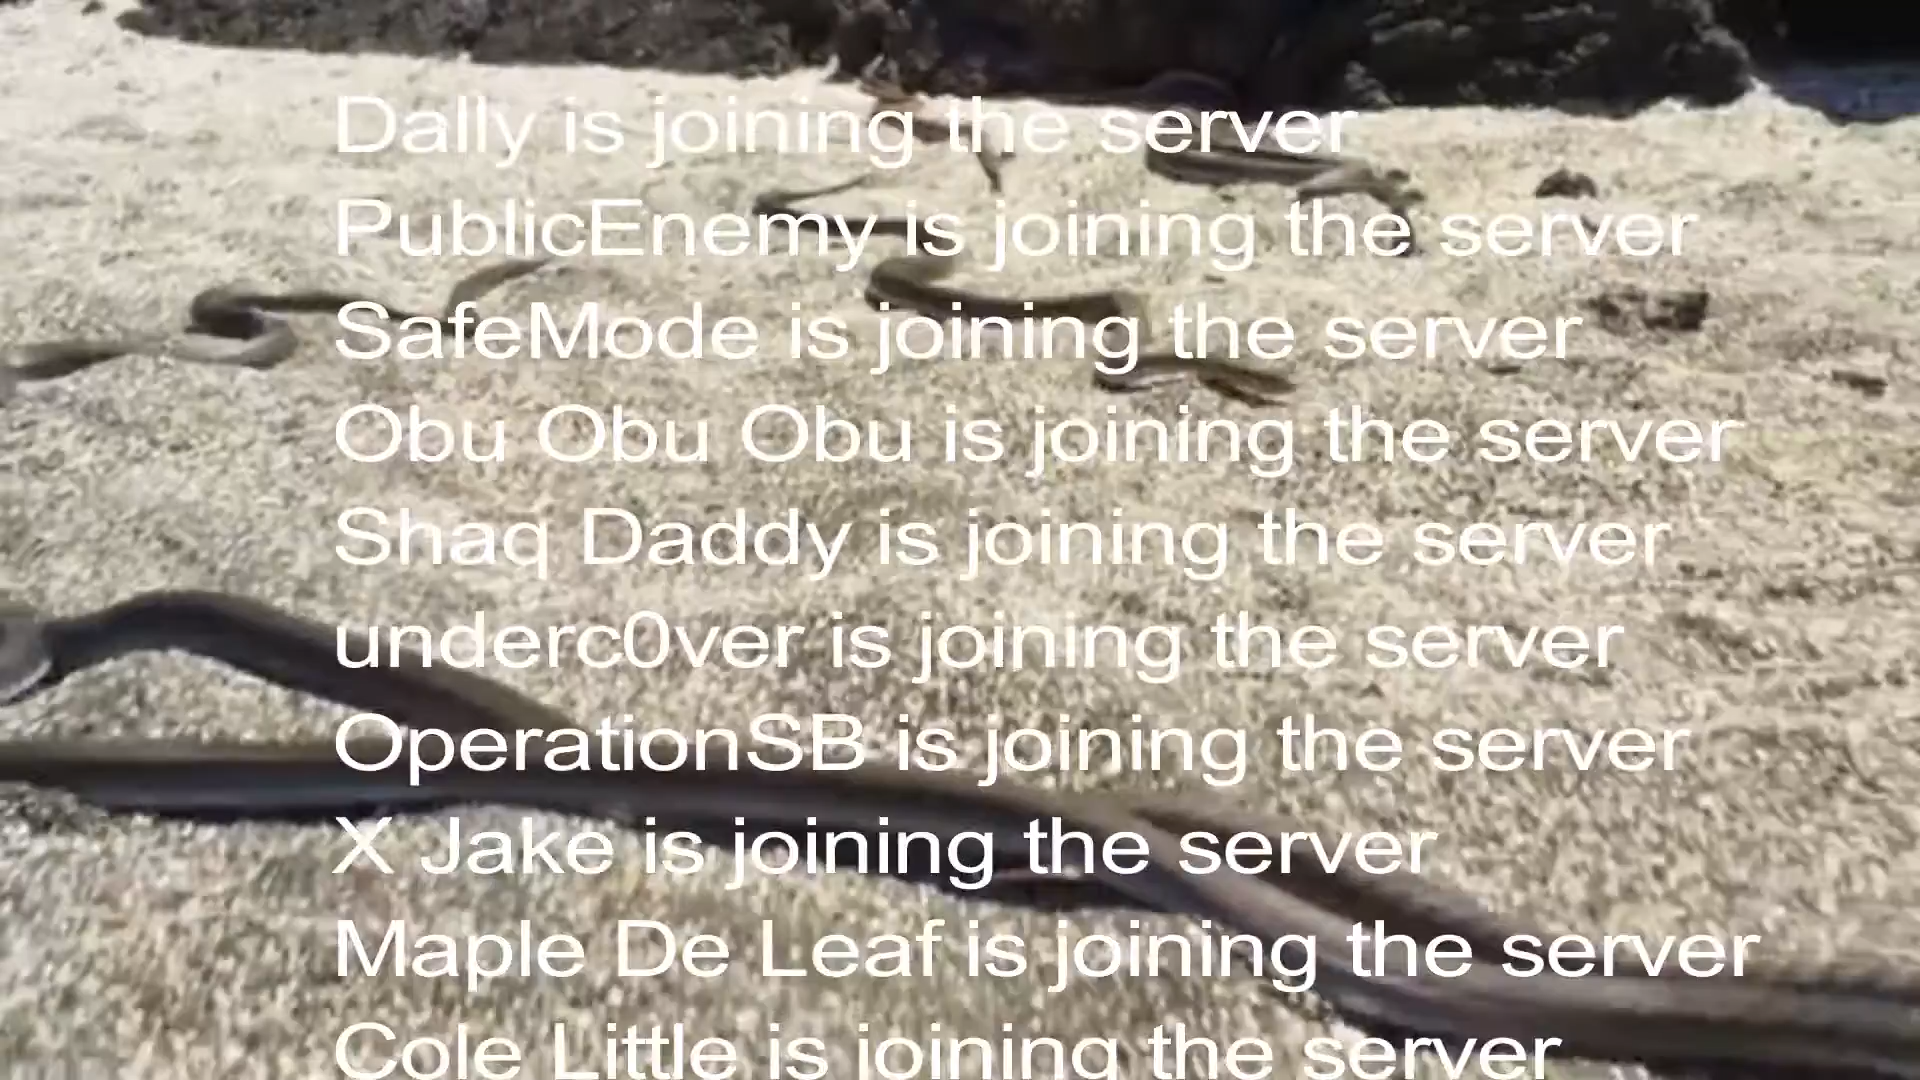 Dally is joining the server
PublicEnemy is joining the server
SafeMode is joining the server
Obu Obu Obu is joining the server
Shaq Daddy is joining the server
underc0ver is joining the server
OperationSB is joining the server
X Jake is joining the server
Maple De Leaf is joining the server
Cole Little is joining the server